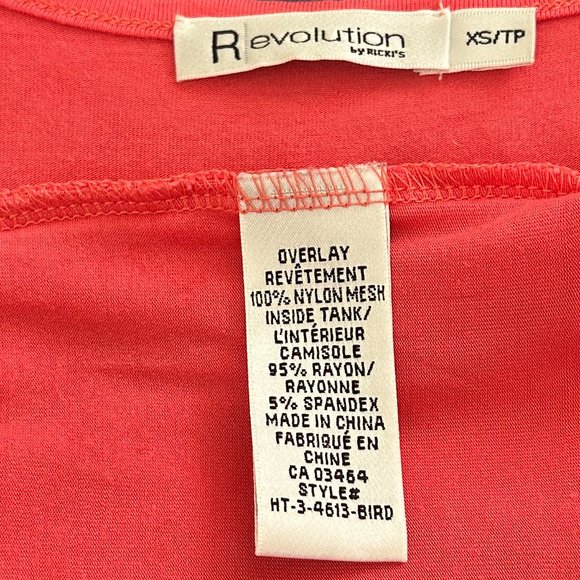 Revolution
by RICKI'S
XS/TP
OVERLAY
REVÊTEMENT
100% NYLON MESH
INSIDE TANK/
L'INTÉRIEUR
CAMISOLE
95% RAYON/
RAYONNE
5% SPANDEX
MADE IN CHINA
FABRIQUÉ EN
CHINE
CA 03464
STYLE#
HT-3-4613-BIRD